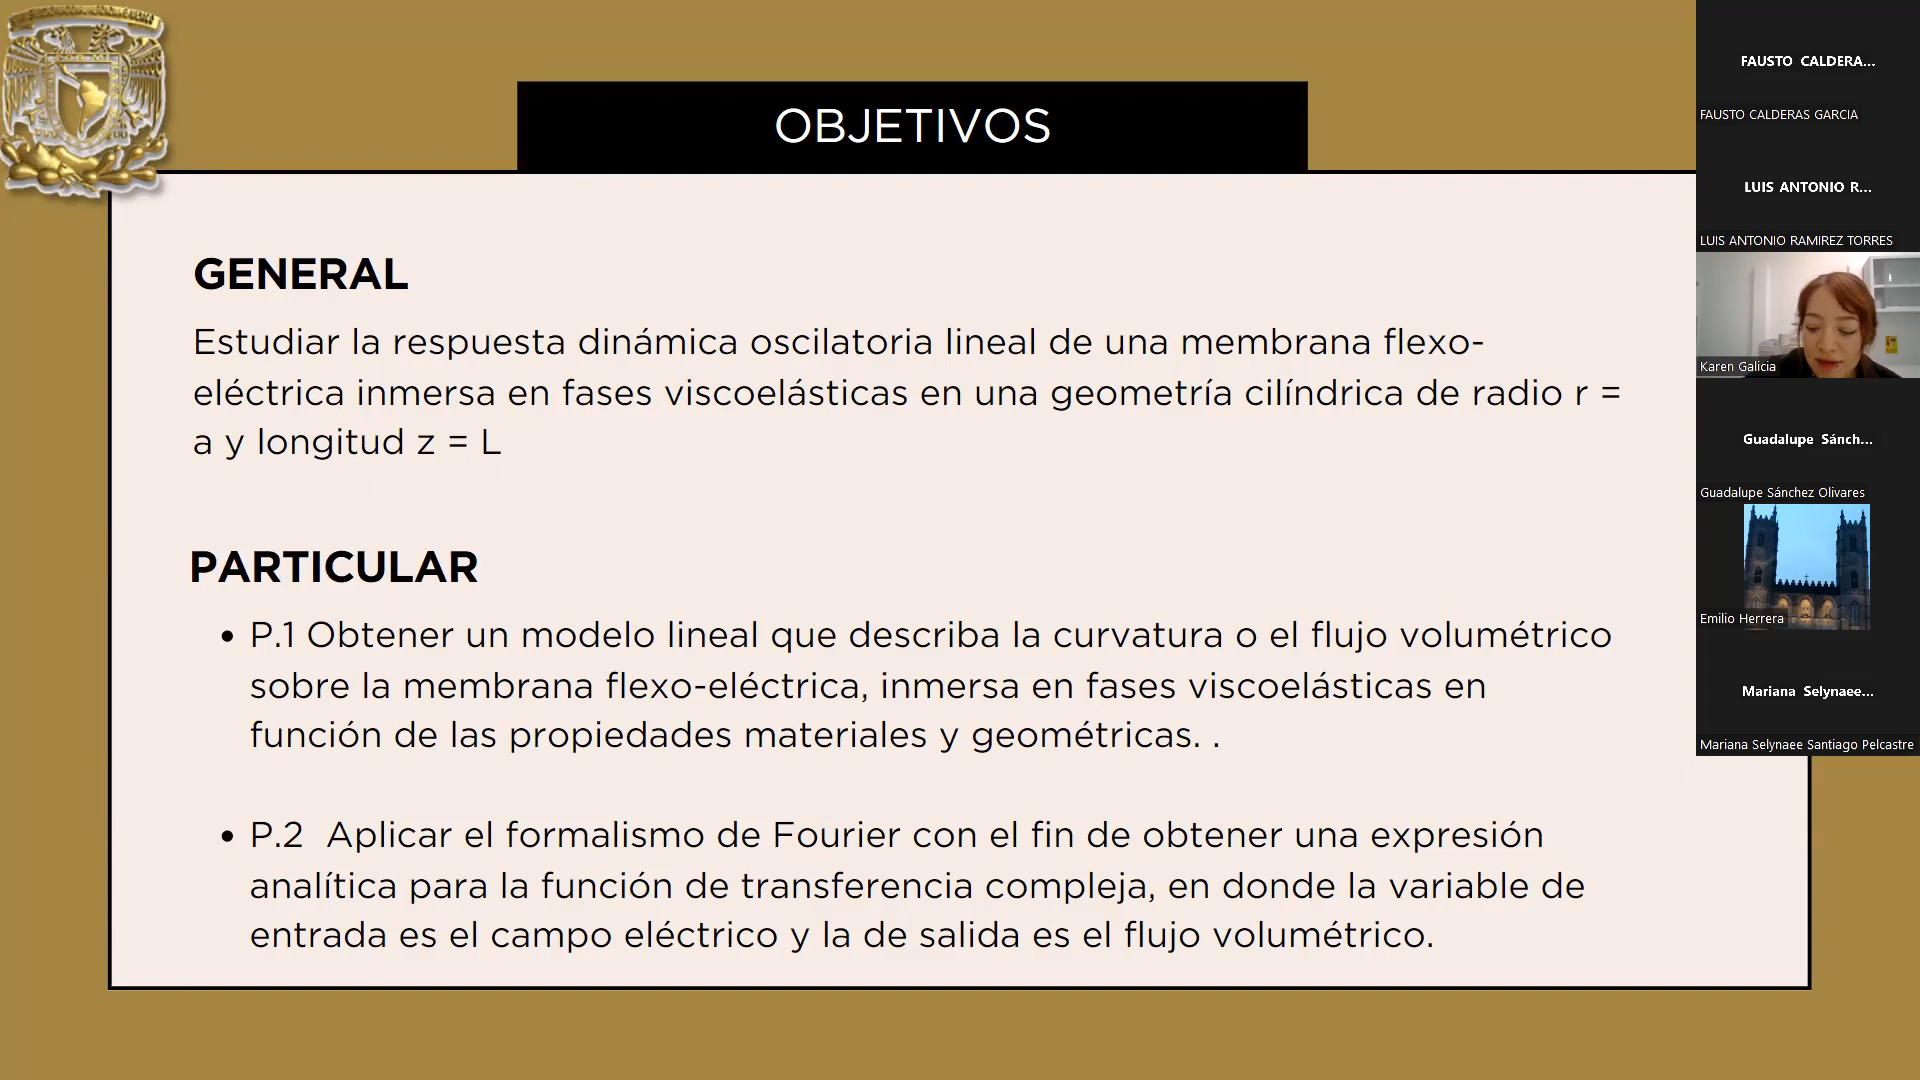 OBJETIVOS
GENERAL
Estudiar la respuesta dinámica oscilatoria lineal de una membrana flexo-
eléctrica inmersa en fases viscoelásticas en una geometría cilíndrica de radio r =
a y longitud z = L
PARTICULAR
• P.1 Obtener un modelo lineal que describa la curvatura o el flujo volumétrico
sobre la membrana flexo-eléctrica, inmersa en fases viscoelásticas en
función de las propiedades materiales y geométricas. .
• P.2  Aplicar el formalismo de Fourier con el fin de obtener una expresión
analítica para la función de transferencia compleja, en donde la variable de
entrada es el campo eléctrico y la de salida es el flujo volumétrico.
FAUSTO CALDERA...
FAUSTO CALDERAS GARCIA
LUIS ANTONIO R...
LUIS ANTONIO RAMIREZ TORRES
Karen Galicia
Guadalupe Sánch...
Guadalupe Sánchez Olivares
Emilio Herrera
Mariana Selynaee...
Mariana Selynaee Santiago Pelcastre